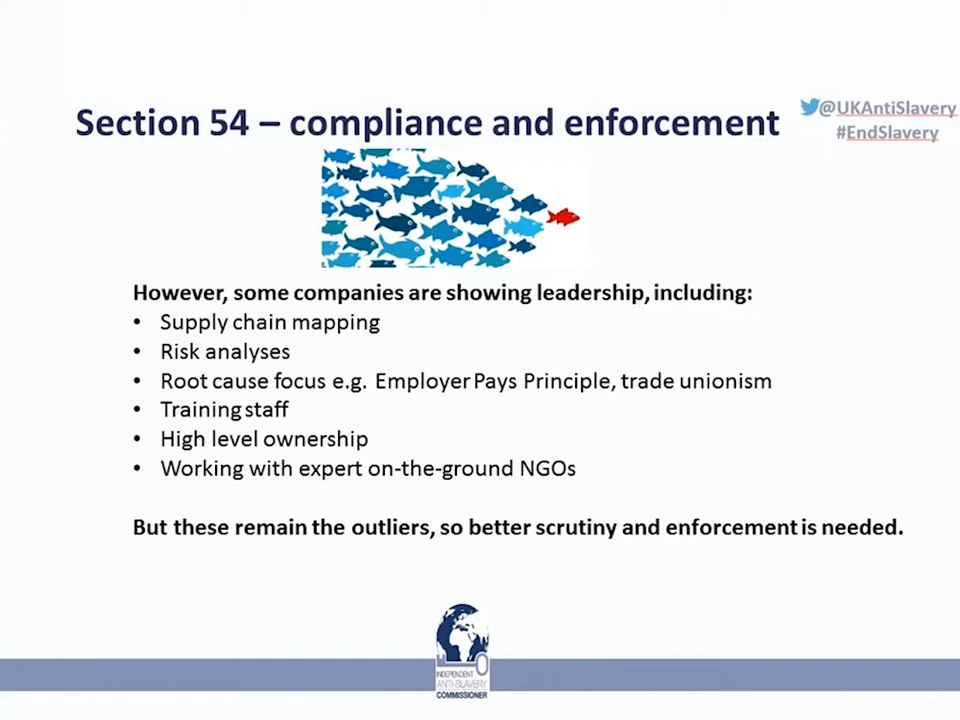 Section 54 – compliance and enforcement
@UKAntiSlavery
#EndSlavery
However, some companies are showing leadership, including:
• Supply chain mapping
• Risk analyses
• Root cause focus e.g. Employer Pays Principle, trade unionism
• Training staff
• High level ownership
• Working with expert on-the-ground NGOs
But these remain the outliers, so better scrutiny and enforcement is needed.
INDEPENDENT
ANTI-SLAVERY
COMMISSIONER